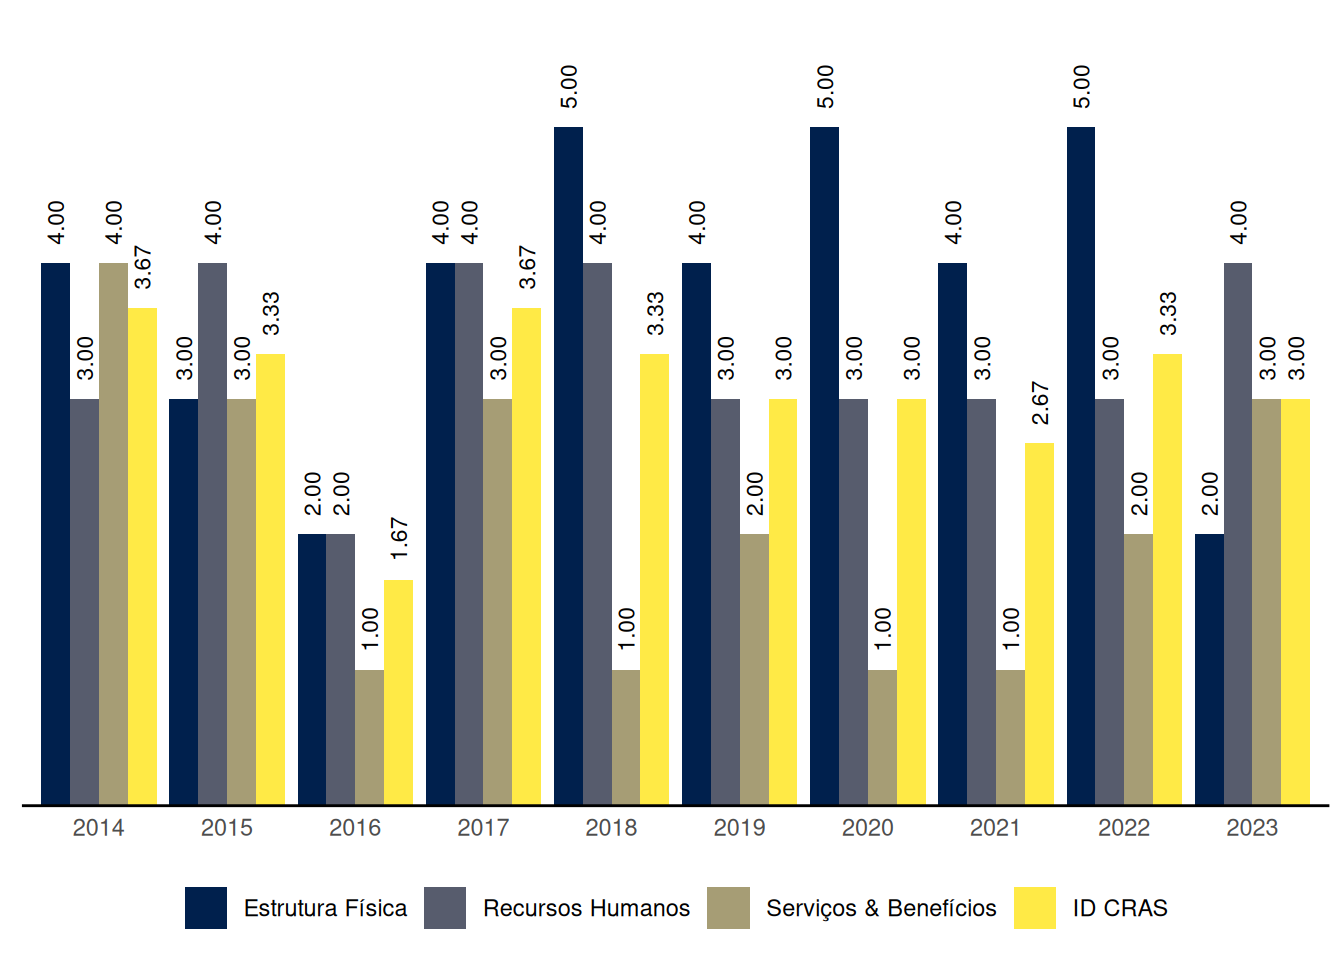 5.00 5.00 5.00
4.00 4.00 4.00 4.00 4.00 4.00 4.00 4.00 4.00
3.67 3.67
3.33 3.33 3.33
3.00 3.00 3.00 3.00 3.00 3.00 3.00 3.00 3.00 3.00 3.00 3.00
2.67
2.00 2.00 2.00 2.00 2.00
1.67
1.00 1.00 1.00 1.00
2014 2015 2016 2017 2018 2019 2020 2021 2022 2023
Estrutura Física Recursos Humanos Serviços & Benefícios ID CRAS